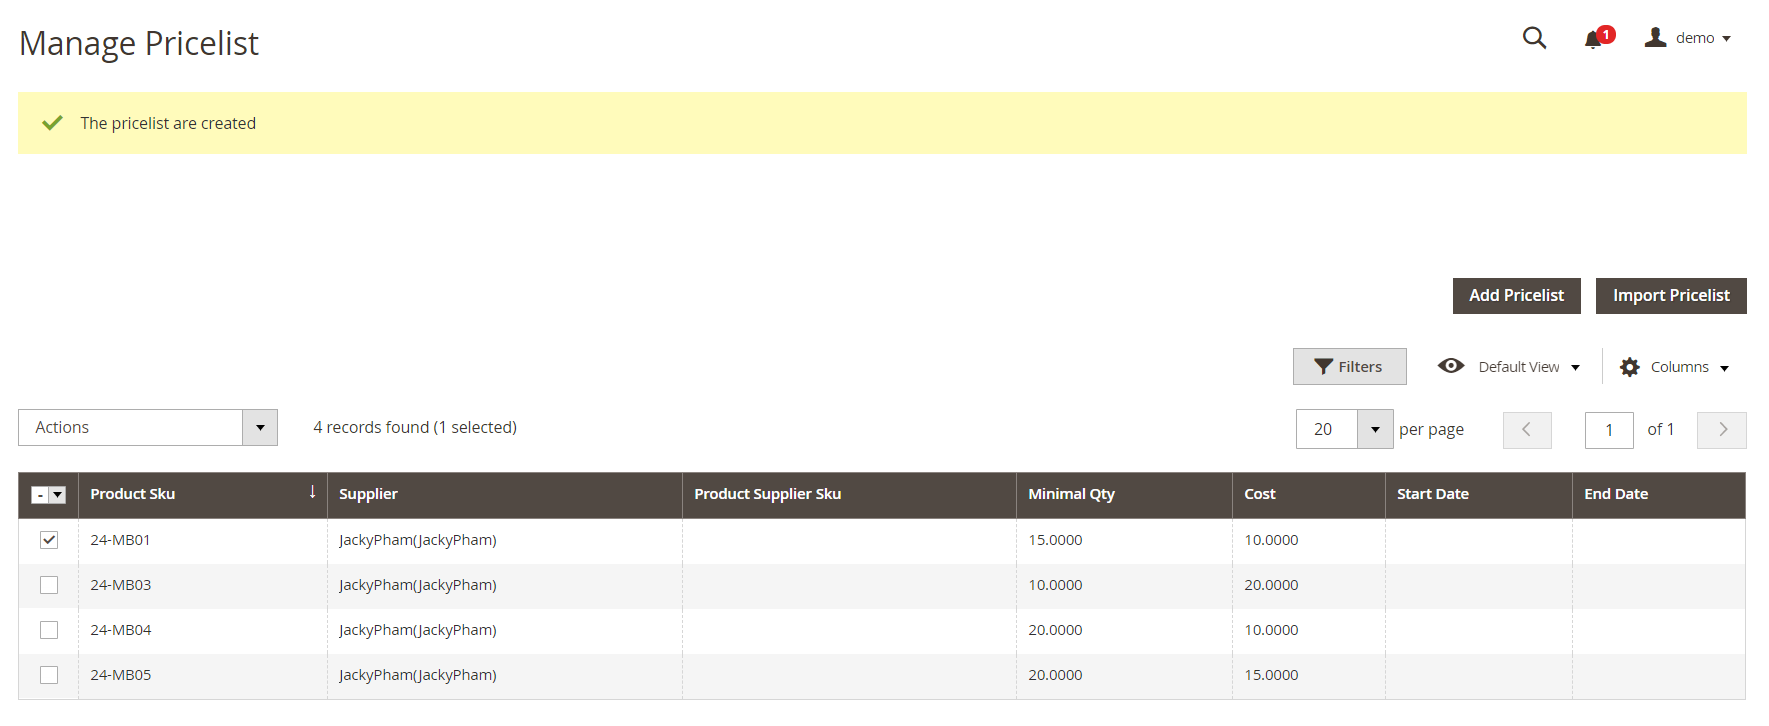 Manage Pricelist
1
demo
The pricelist are created
Add Pricelist
Import Pricelist
Filters
Default View
Columns
Actions
4 records found (1 selected)
20
per page
1
of 1
- Product Sku ↓ Supplier Product Supplier Sku Minimal Qty Cost Start Date End Date
24-MB01 JackyPham(JackyPham) 15.0000 10.0000
24-MB03 JackyPham(JackyPham) 10.0000 20.0000
24-MB04 JackyPham(JackyPham) 20.0000 10.0000
24-MB05 JackyPham(JackyPham) 20.0000 15.0000